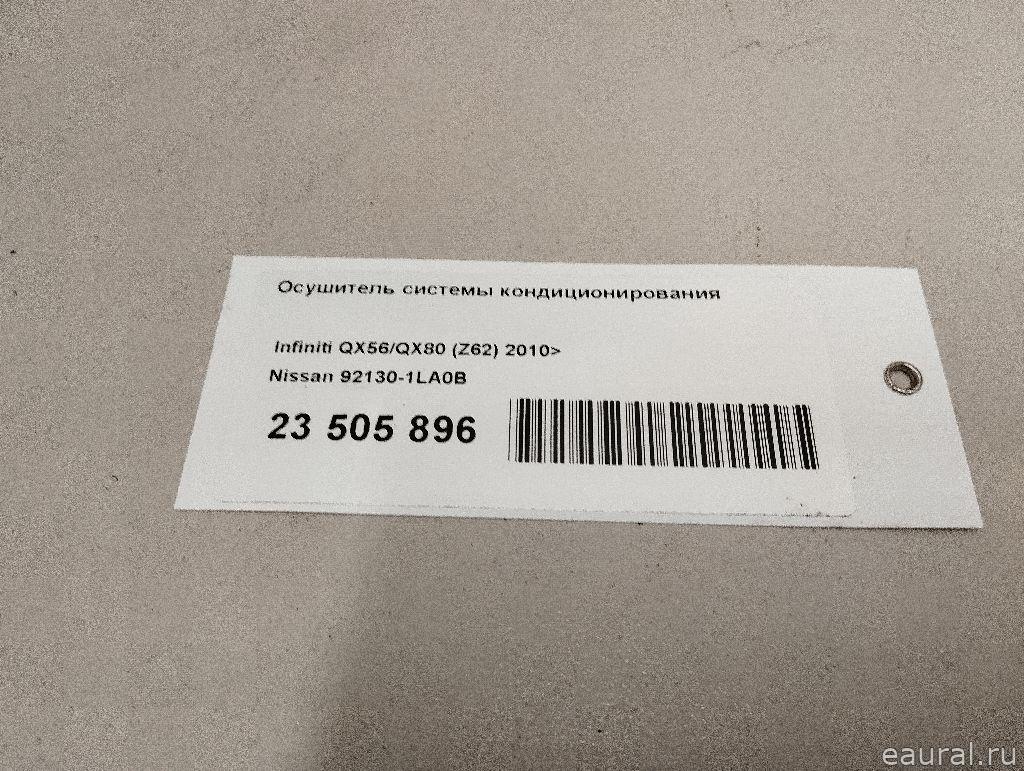 Осушитель системы кондиционирования
Infiniti QX56/QX80 (Z62) 2010>
Nissan 92130-1LA0B
23 505 896
eaural.ru